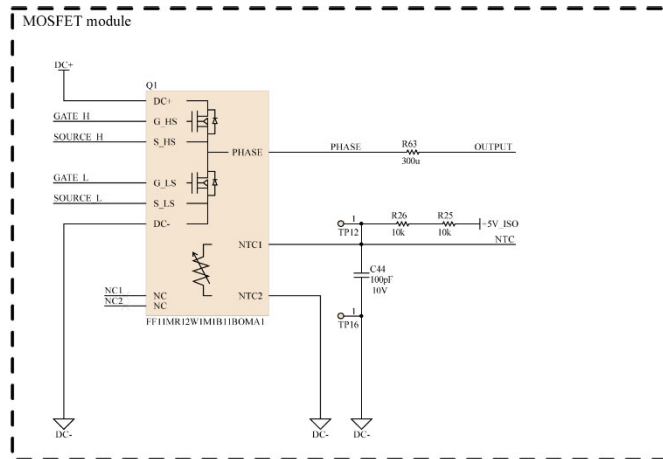 MOSFET module
DC+
Q1
DC+
GATE_H
G_HS
SOURCE_H
S_HS
PHASE
PHASE
R63
300u
OUTPUT
GATE_L
G_LS
SOURCE_L
S_LS
DC-
1
TP12
R26
10k
R25
10k
+5V_ISO
NTC1
NTC
C44
100pF
10V
NC1
NC
NTC2
NC2
NC
1
TP16
FF11MR12W1M1B11BOMA1
DC-
DC-
DC-